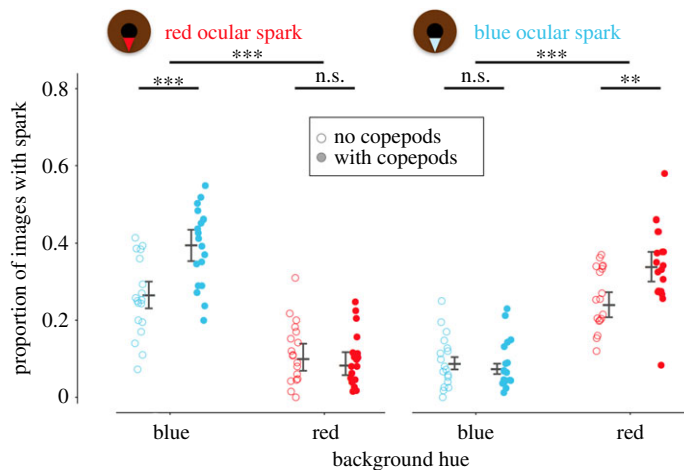 red ocular spark
blue ocular spark
***
***
***
n.s.
n.s.
**
no copepods
with copepods
proportion of images with spark
0.8
0.6
0.4
0.2
0
blue
red
blue
red
background hue